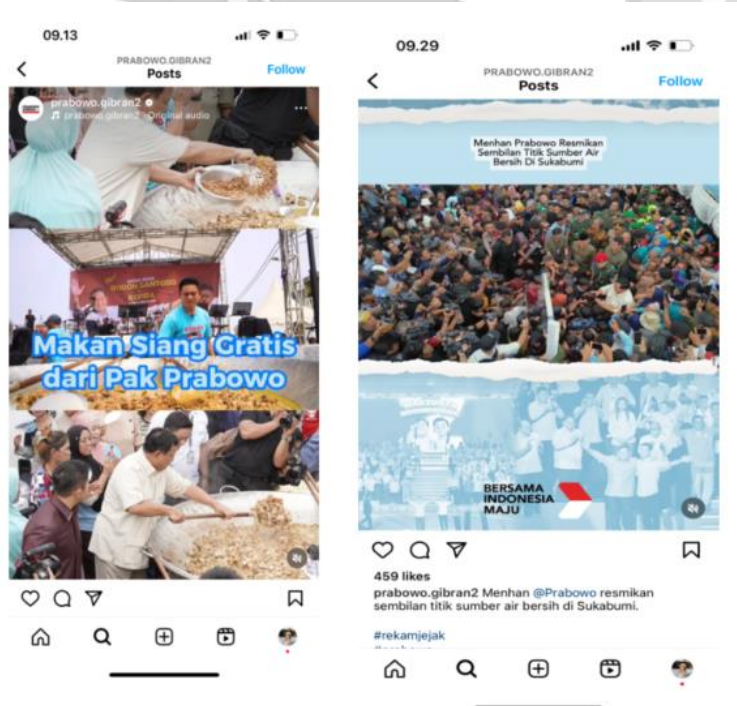 09.13
PRABOWO.GIBRAN2
Posts
Follow
prabowo.gibran2
prabowo.gibran2 · Original audio
Makan Siang Gratis
dari Pak Prabowo
09.29
PRABOWO.GIBRAN2
Posts
Follow
Menhan Prabowo Resmikan
Sembilan Titik Sumber Air
Bersih Di Sukabumi
BERSAMA
INDONESIA
MAJU
459 likes
prabowo.gibran2 Menhan @Prabowo resmikan
sembilan titik sumber air bersih di Sukabumi.
#rekamjejak